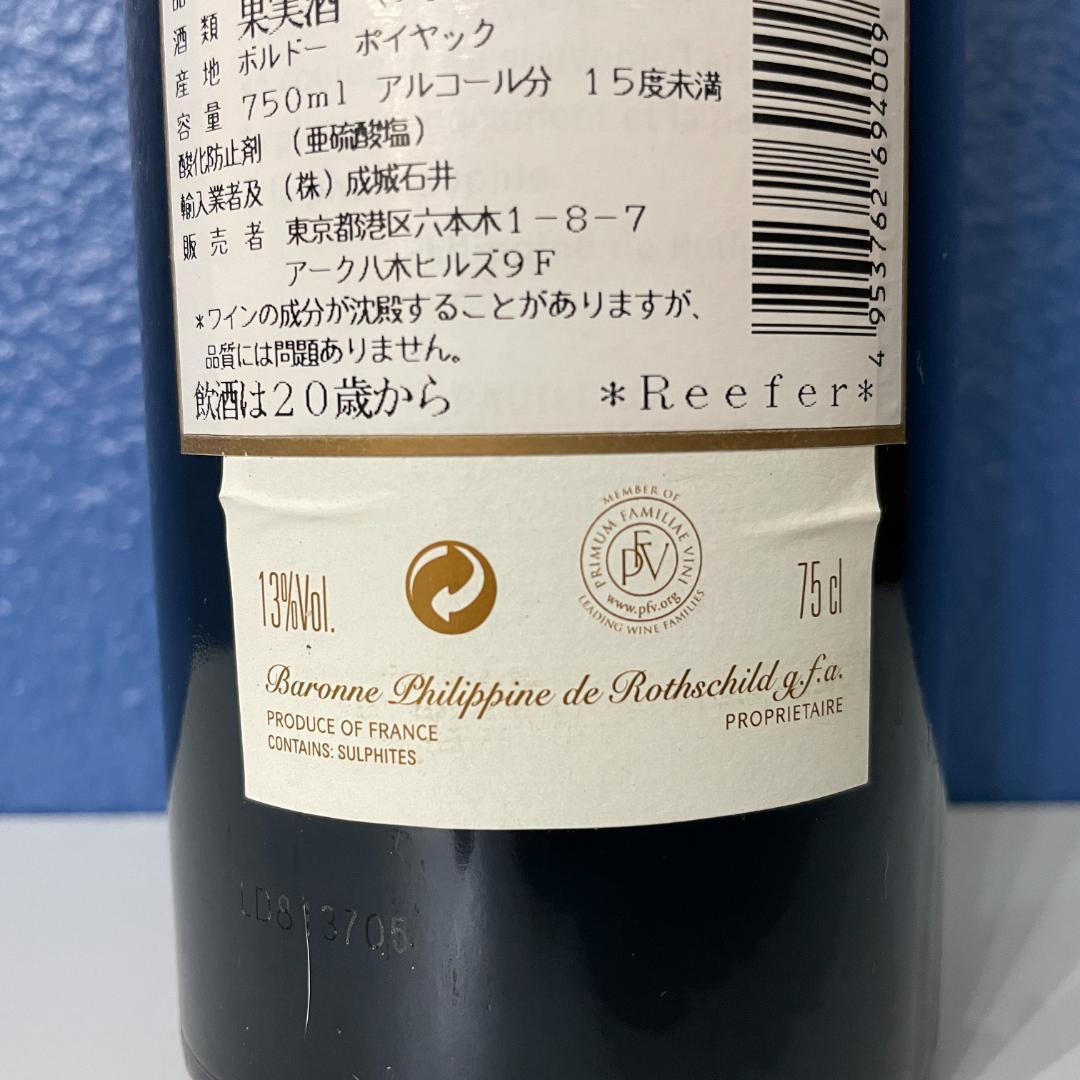 酒類 果実酒
産地 ボルドー ポイヤック
容量 750ml アルコール分 15度未満
酸化防止剤 (亜硫酸塩)
輸入業者及 (株)成城石井
販売者 東京都港区六本木1-8-7
アーク八木ヒルズ9F
*ワインの成分が沈殿することがありますが、
品質には問題ありません。
飲酒は20歳から *Reefer*
4 953762 694009
MEMBER OF
PRIMUM FAMILIAE VINI
PFV
www.pfv.org
LEADING WINE FAMILIES
13%Vol. 75 cl
Baronne Philippine de Rothschild g.f.a.
PRODUCE OF FRANCE PROPRIETAIRE
CONTAINS: SULPHITES
LD813705